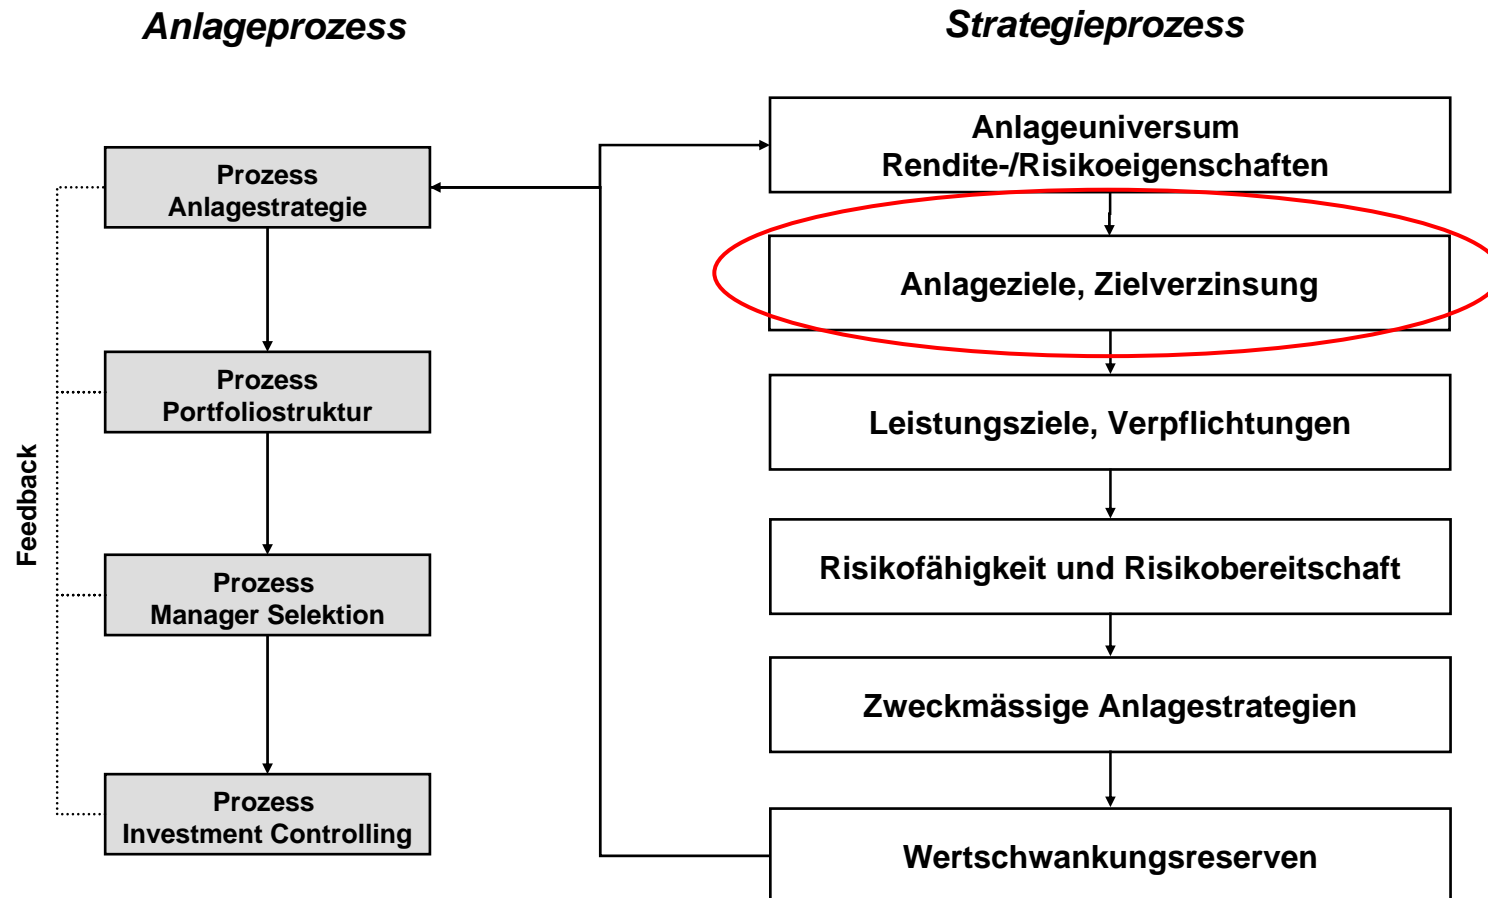 Anlageprozess
Strategieprozess
Prozess
Anlagestrategie
Prozess
Portfoliostruktur
Prozess
Manager Selektion
Prozess
Investment Controlling
Feedback
Anlageuniversum
Rendite-/Risikoeigenschaften
Anlageziele, Zielverzinsung
Leistungsziele, Verpflichtungen
Risikofähigkeit und Risikobereitschaft
Zweckmässige Anlagestrategien
Wertschwankungsreserven